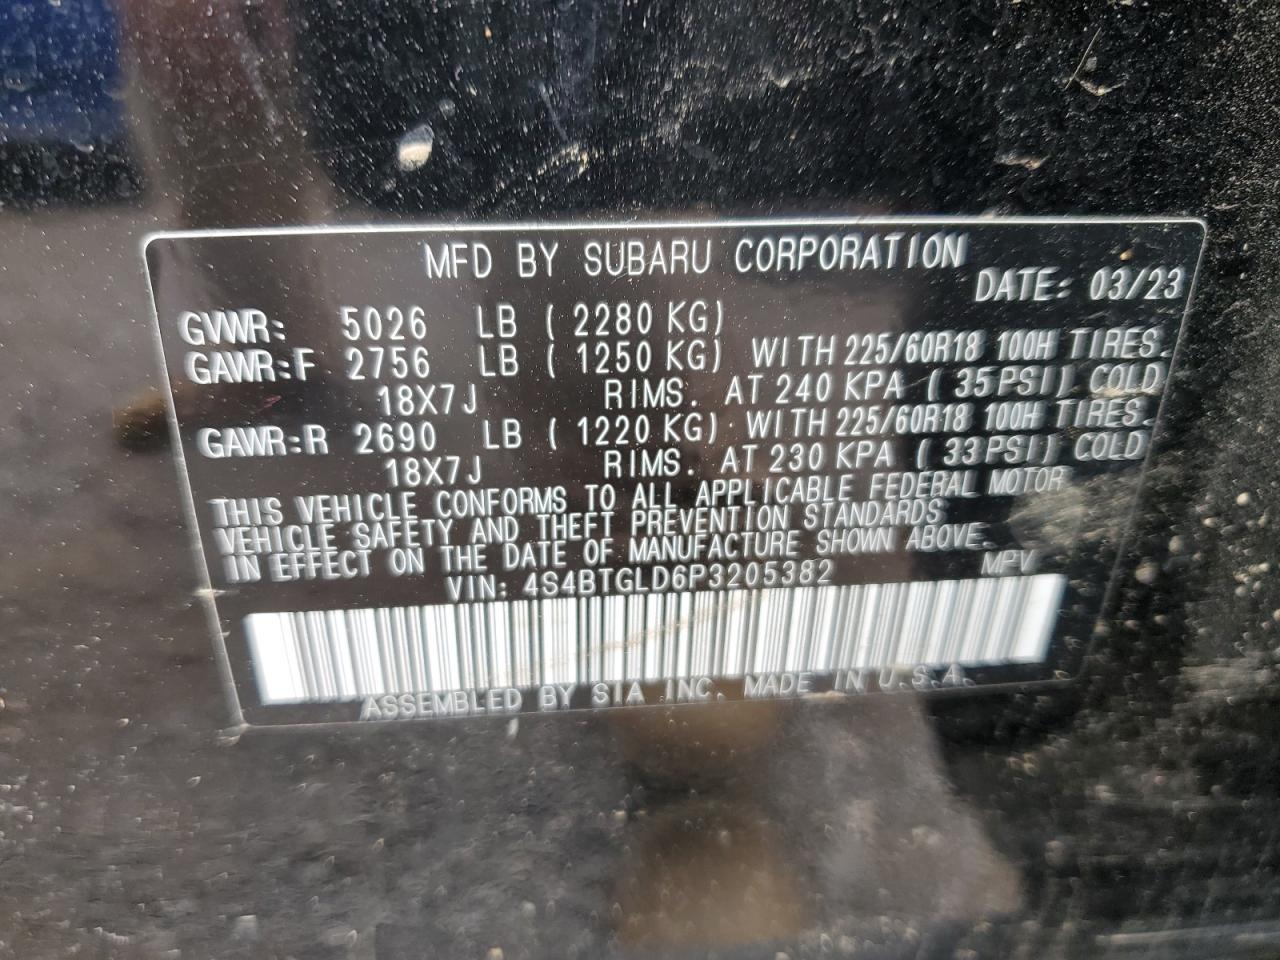 MFD BY SUBARU CORPORATION
DATE: 03/23
GVWR: 5026 LB ( 2280 KG)
GAWR:F 2756 LB ( 1250 KG) WITH 225/60R18 100H TIRES.
18X7J RIMS. AT 240 KPA ( 35PSI) COLD
GAWR:R 2690 LB ( 1220 KG) WITH 225/60R18 100H TIRES.
18X7J RIMS. AT 230 KPA ( 33PSI) COLD
THIS VEHICLE CONFORMS TO ALL APPLICABLE FEDERAL MOTOR
VEHICLE SAFETY AND THEFT PREVENTION STANDARDS
IN EFFECT ON THE DATE OF MANUFACTURE SHOWN ABOVE.
VIN: 4S4BTGLD6P3205382 MPV
ASSEMBLED BY SIA INC. MADE IN U.S.A.